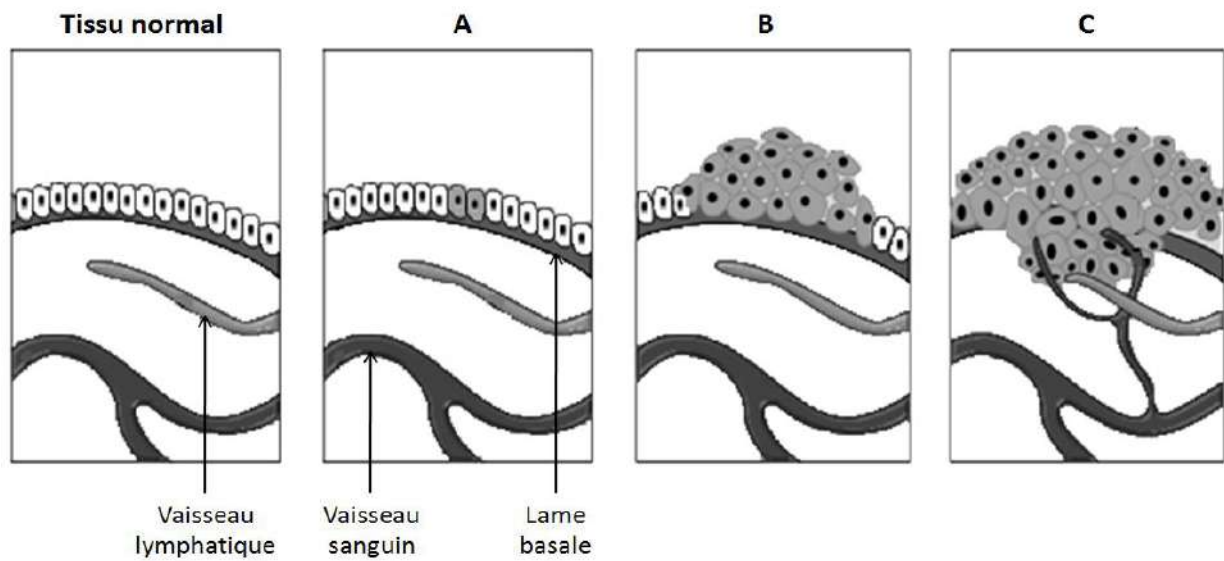 Tissu normal
A
B
C
Vaisseau
lymphatique
Vaisseau
sanguin
Lame
basale